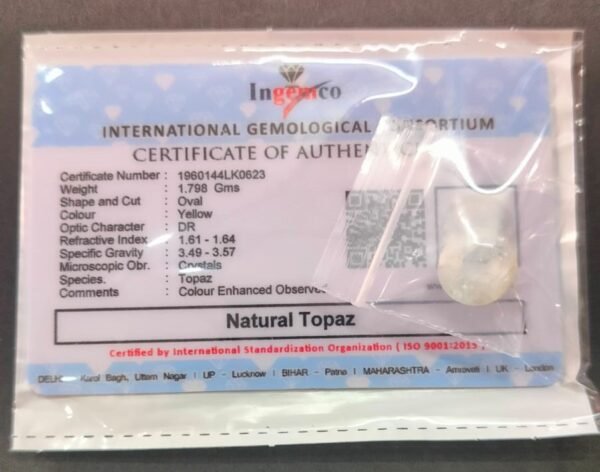 Ingemco
INTERNATIONAL GEMOLOGICAL CONSORTIUM
CERTIFICATE OF
Certificate Number : 1960144LK0623
Weight : 1.798 Gms
Shape and Cut : Oval
Colour : Yellow
Optic Character : DR
Refractive Index : 1.61 - 1.64
Specific Gravity : 3.49 - 3.57
Microscopic Obr. : Crystals
Species. : Topaz
Comments : Colour Enhanced Observed
Natural Topaz
Certified by International Standardization Organization ( ISO 9001:2015
Karol Bagh, Uttam Nagar | UP - Lucknow | BIHAR - Patna | MAHARASHTRA - Amravati | UK - London